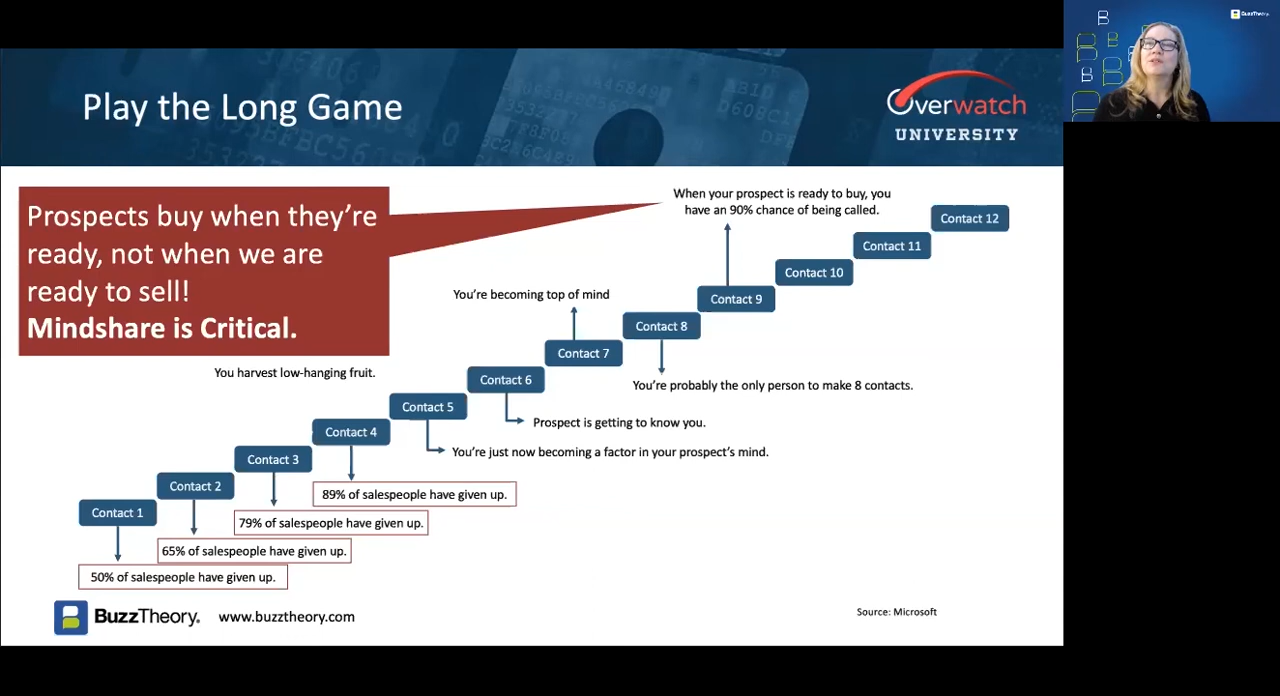 Play the Long Game
Overwatch
UNIVERSITY
BuzzTheory.
Prospects buy when they're
ready, not when we are
ready to sell!
Mindshare is Critical.
When your prospect is ready to buy, you
have an 90% chance of being called.
Contact 12
Contact 11
Contact 10
Contact 9
You're becoming top of mind
Contact 8
Contact 7
You harvest low-hanging fruit.
Contact 6
You're probably the only person to make 8 contacts.
Contact 5
Prospect is getting to know you.
Contact 4
You're just now becoming a factor in your prospect's mind.
Contact 3
Contact 2
89% of salespeople have given up.
Contact 1
79% of salespeople have given up.
65% of salespeople have given up.
50% of salespeople have given up.
BuzzTheory.
www.buzztheory.com
Source: Microsoft